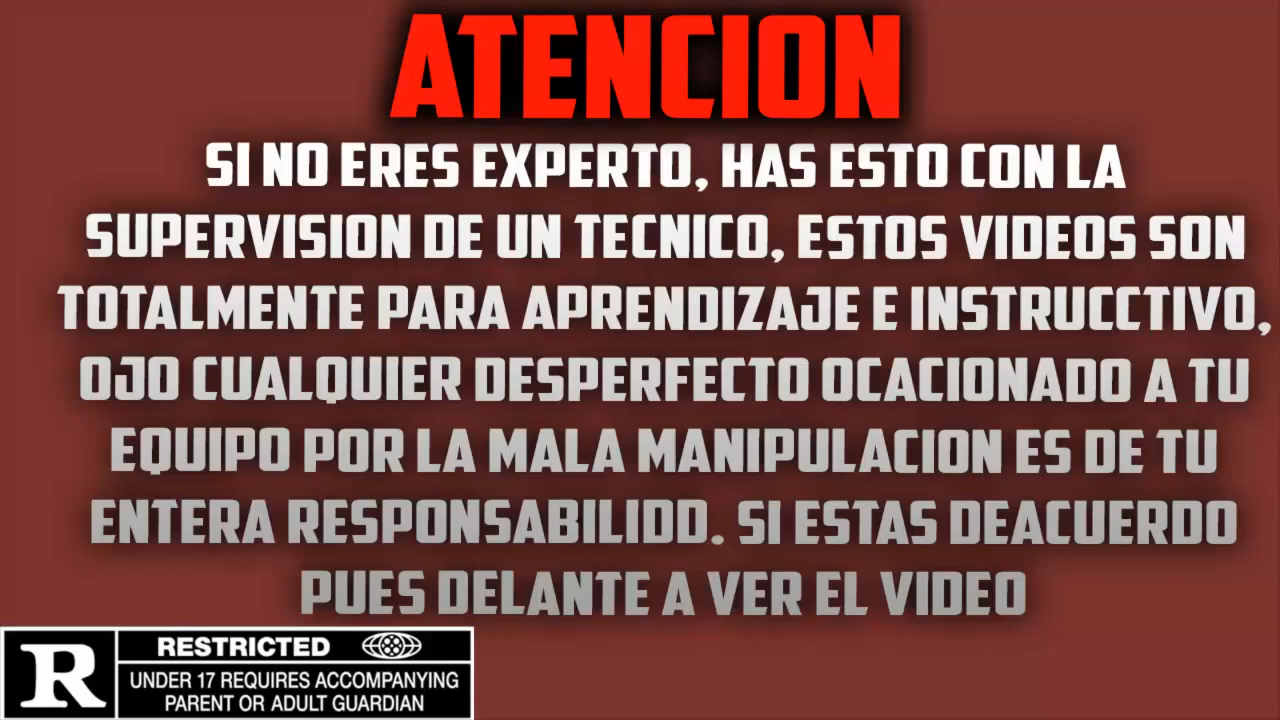 ATENCION
SI NO ERES EXPERTO, HAS ESTO CON LA
SUPERVISION DE UN TECNICO, ESTOS VIDEOS SON
TOTALMENTE PARA APRENDIZAJE E INSTRUCCTIVO,
OJO CUALQUIER DESPERFECTO OCACIONADO A TU
EQUIPO POR LA MALA MANIPULACION ES DE TU
ENTERA RESPONSABILIDD. SI ESTAS DEACUERDO
PUES DELANTE A VER EL VIDEO
R
RESTRICTED
UNDER 17 REQUIRES ACCOMPANYING
PARENT OR ADULT GUARDIAN